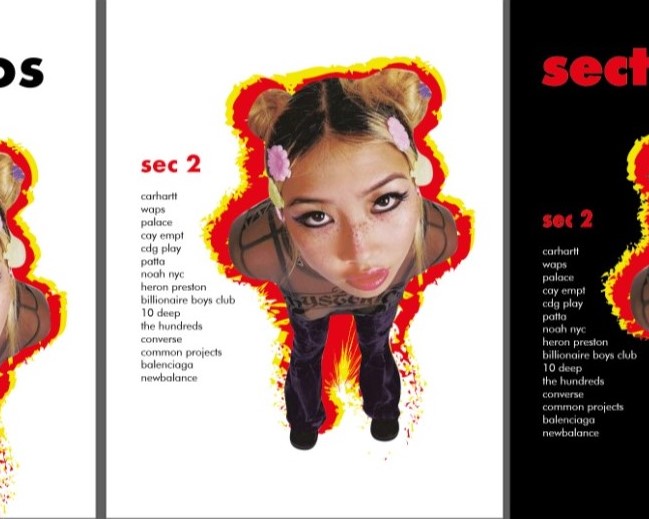 os
sec 2
carhartt
waps
palace
cay empt
cdg play
patta
noah nyc
heron preston
billionaire boys club
10 deep
the hundreds
converse
common projects
balenciaga
newbalance
sect
sec 2
carhartt
waps
palace
cay empt
cdg play
patta
noah nyc
heron preston
billionaire boys club
10 deep
the hundreds
converse
common projects
balenciaga
newbalance